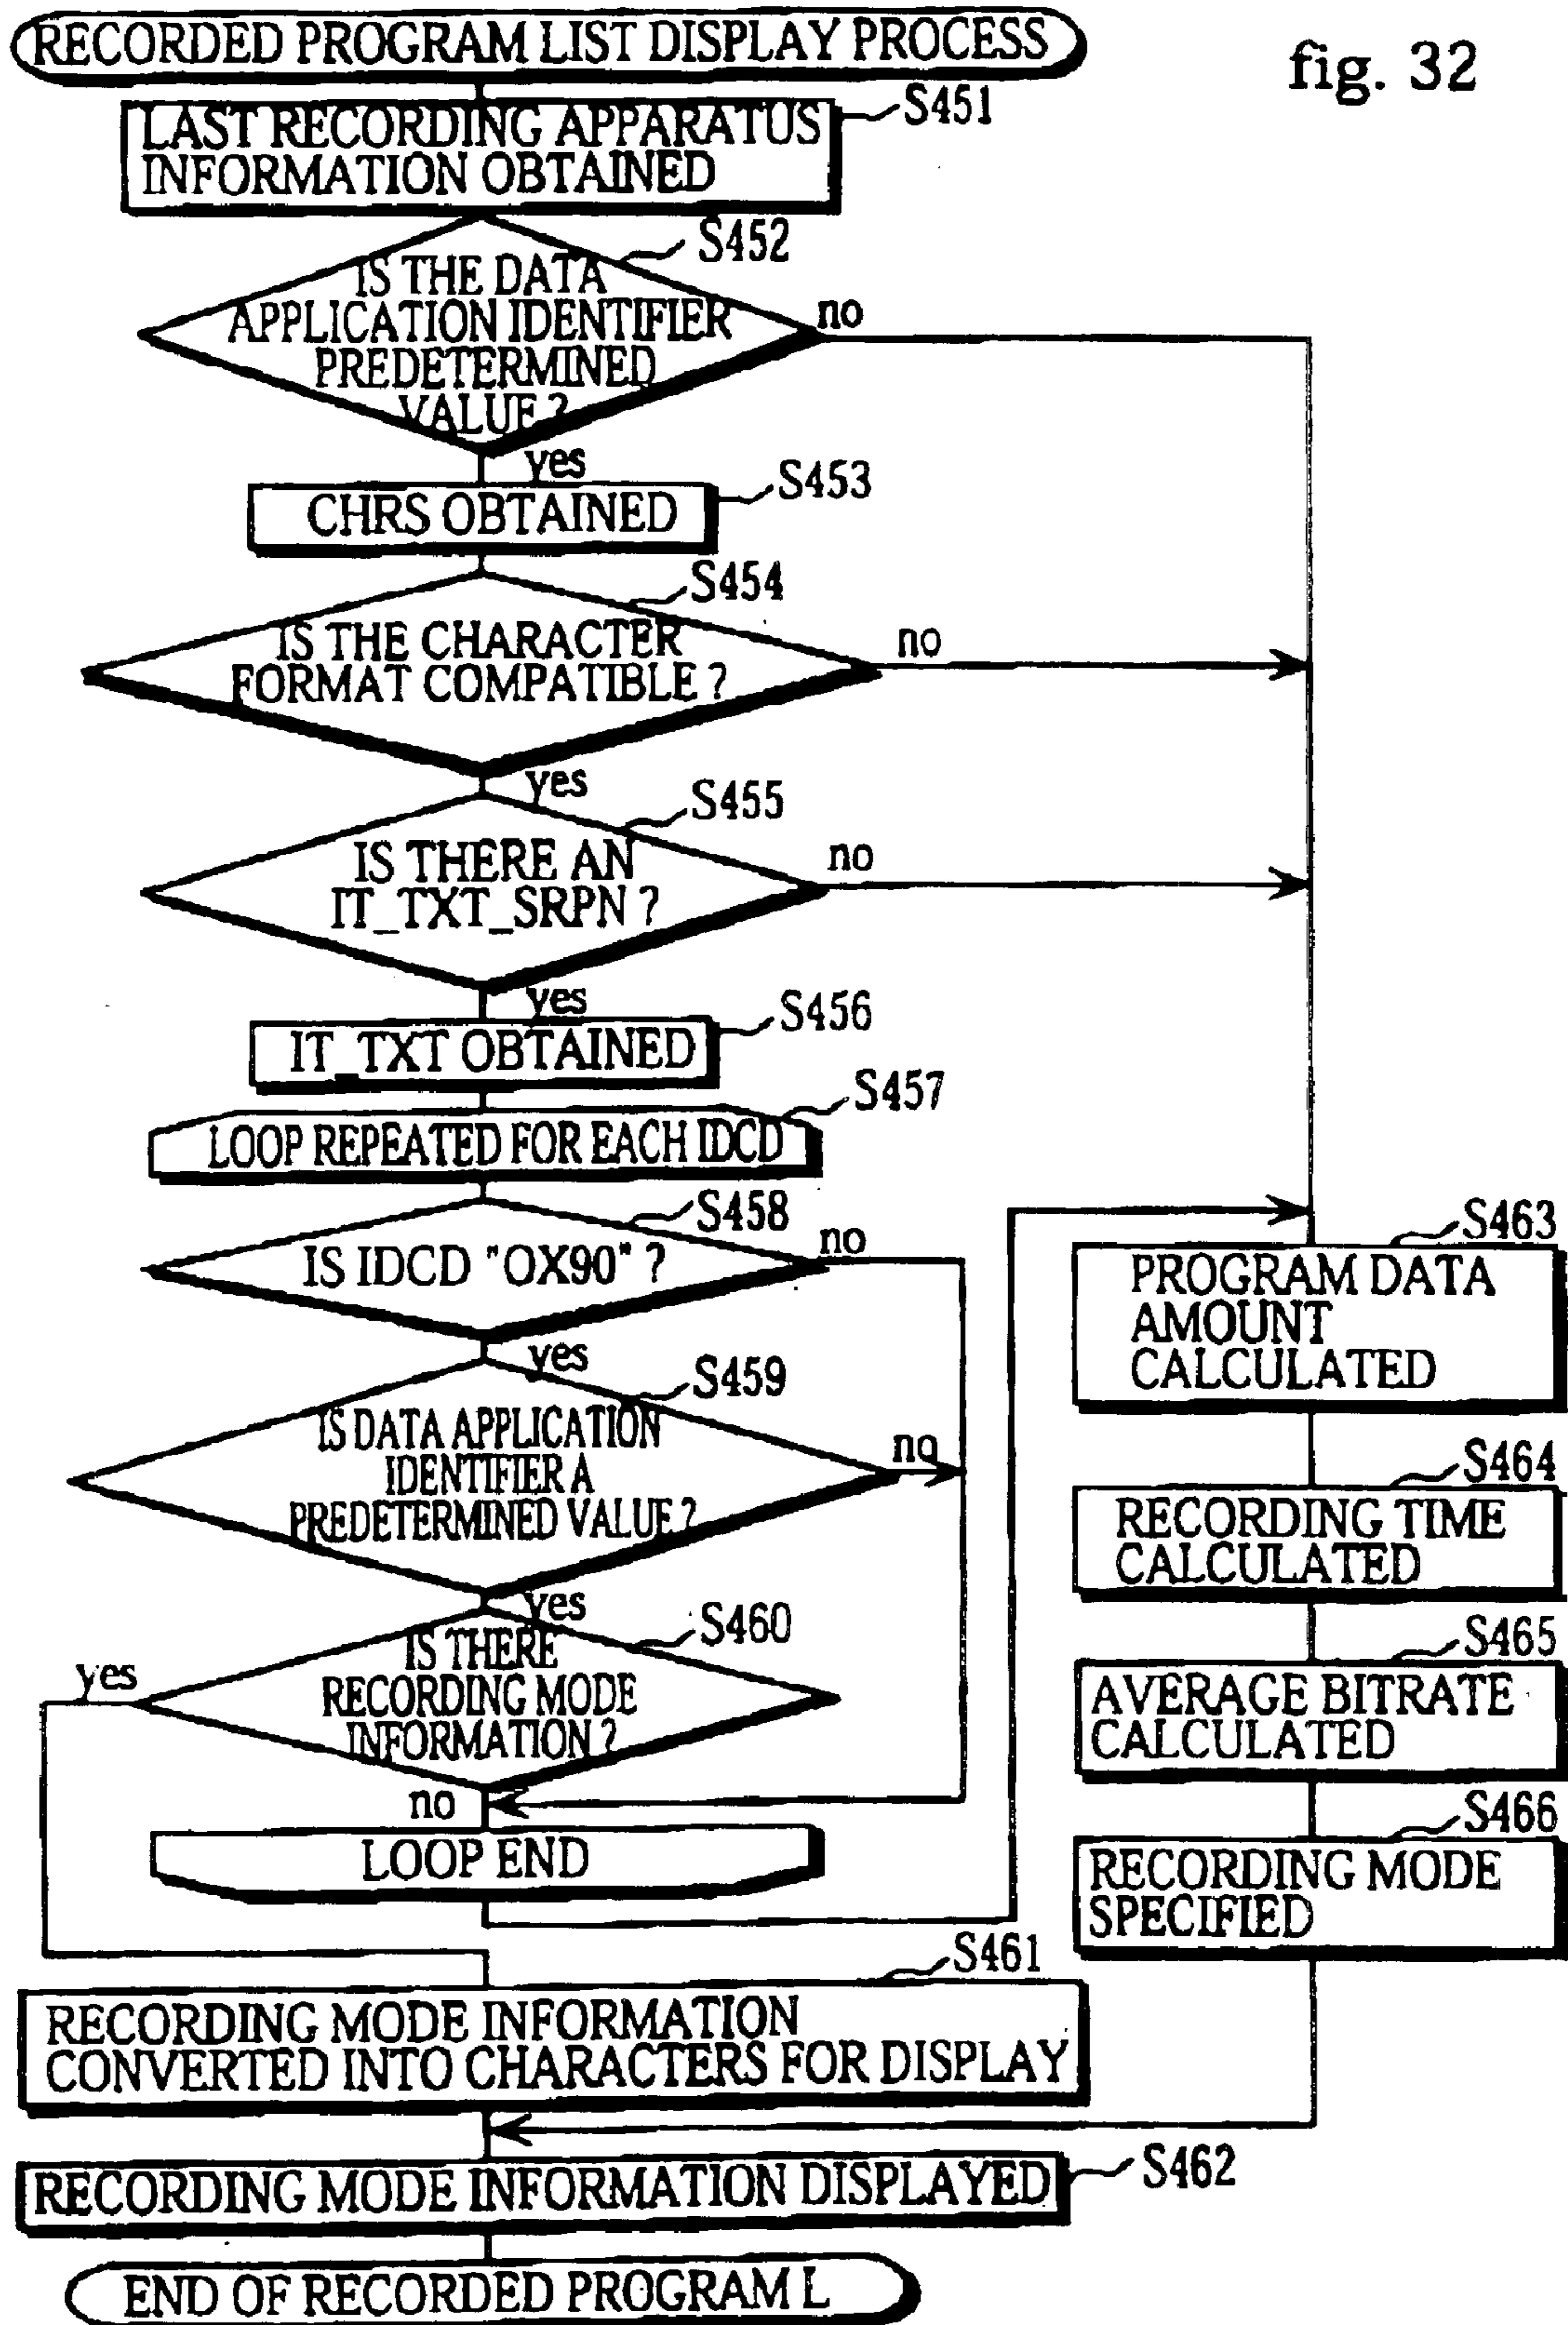 RECORDED PROGRAM LIST DISPLAY PROCESS
fig. 32
S451
LAST RECORDING APPARATUS
INFORMATION OBTAINED
S452
IS THE DATA
APPLICATION IDENTIFIER
PREDETERMINED
VALUE ?
no
yes
S453
CHRS OBTAINED
S454
IS THE CHARACTER
FORMAT COMPATIBLE ?
no
yes
S455
IS THERE AN
IT_TXT_SRPN ?
no
yes
S456
IT_TXT OBTAINED
S457
LOOP REPEATED FOR EACH IDCD
S458
IS IDCD "OX90" ?
no
yes
S459
IS DATA APPLICATION
IDENTIFIER A
PREDETERMINED VALUE ?
no
yes
S460
IS THERE
RECORDING MODE
INFORMATION ?
yes
no
LOOP END
S463
PROGRAM DATA
AMOUNT
CALCULATED
S464
RECORDING TIME
CALCULATED
S465
AVERAGE BITRATE
CALCULATED
S466
RECORDING MODE
SPECIFIED
S461
RECORDING MODE INFORMATION
CONVERTED INTO CHARACTERS FOR DISPLAY
S462
RECORDING MODE INFORMATION DISPLAYED
END OF RECORDED PROGRAM L